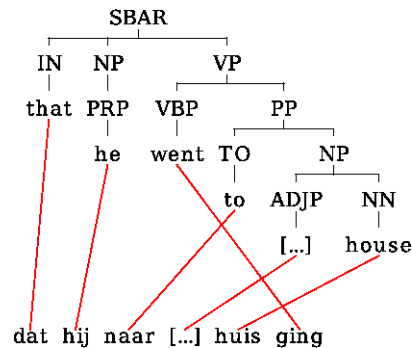 SBAR
IN NP VP
that PRP VBP PP
he went TO NP
to ADJP NN
[...] house
dat hij naar [...] huis ging